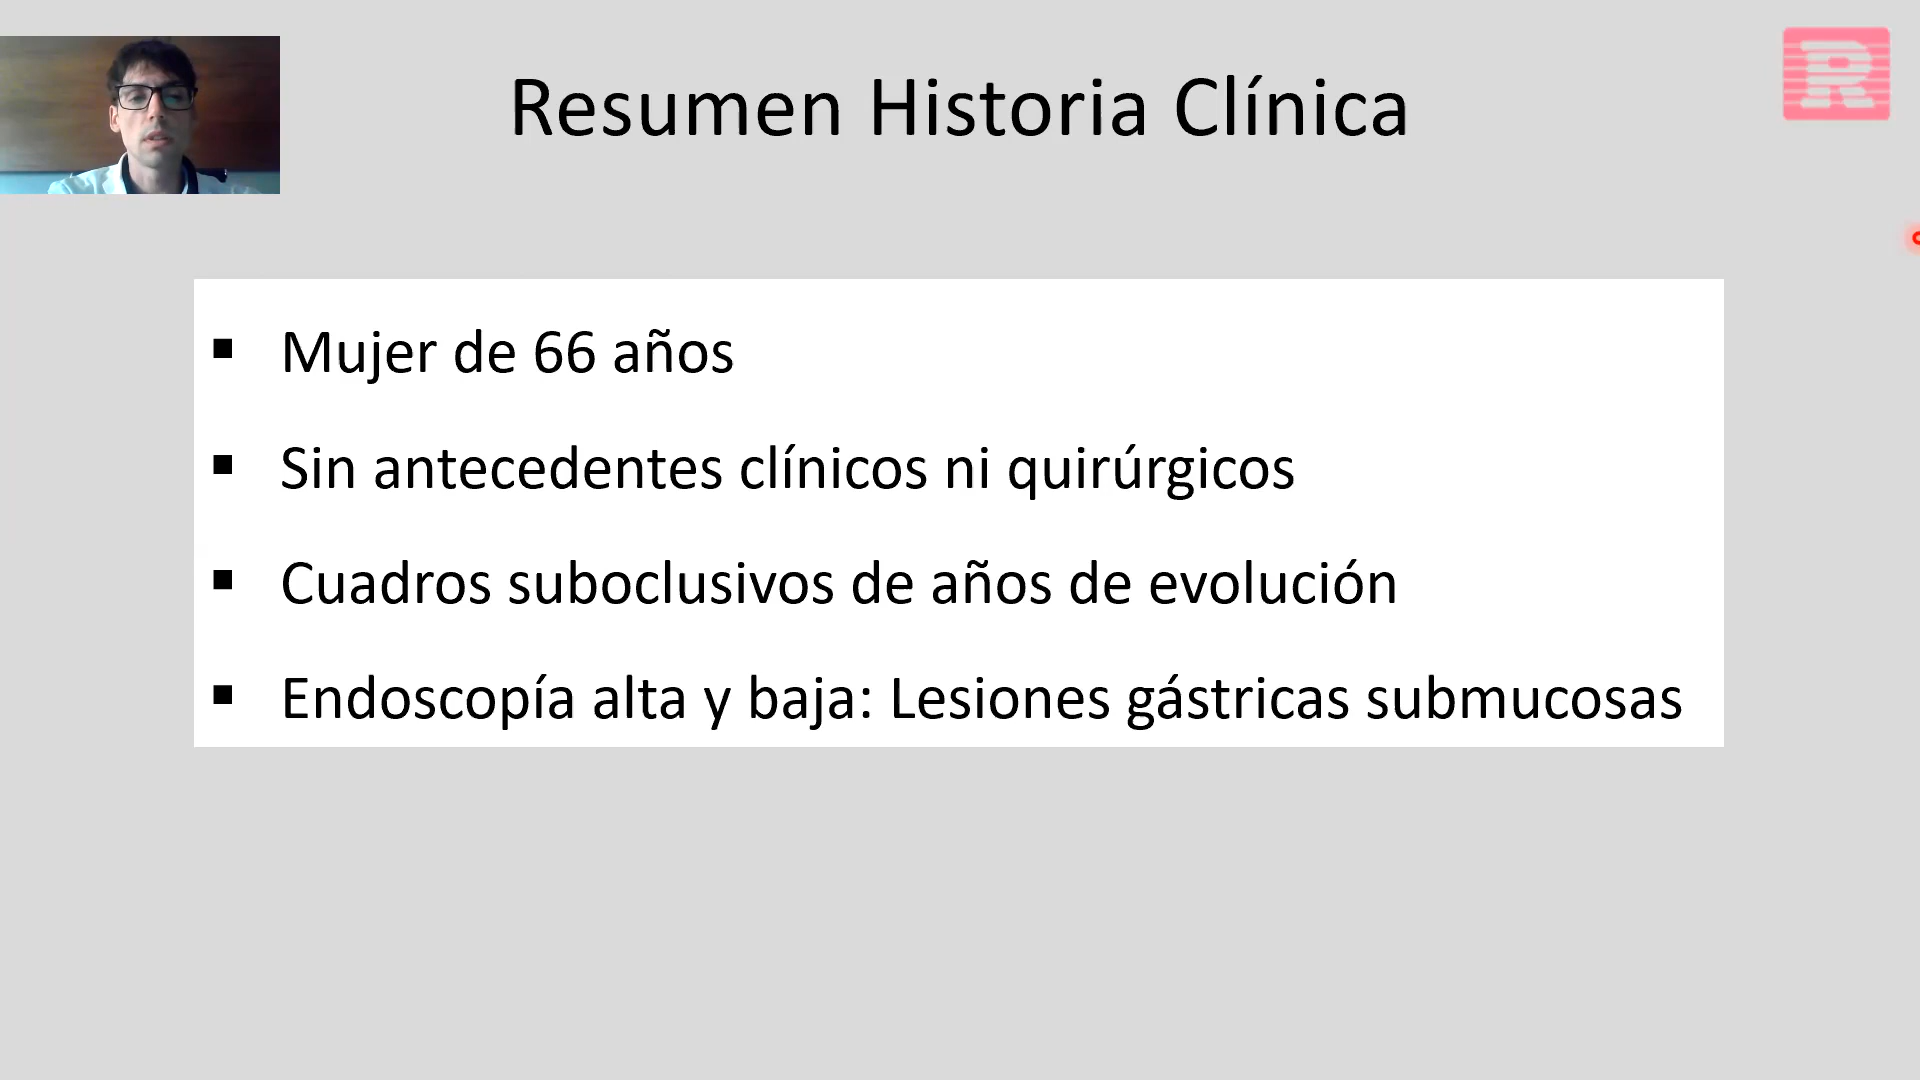 Resumen Historia Clínica
R
▪ Mujer de 66 años
▪ Sin antecedentes clínicos ni quirúrgicos
▪ Cuadros suboclusivos de años de evolución
▪ Endoscopía alta y baja: Lesiones gástricas submucosas